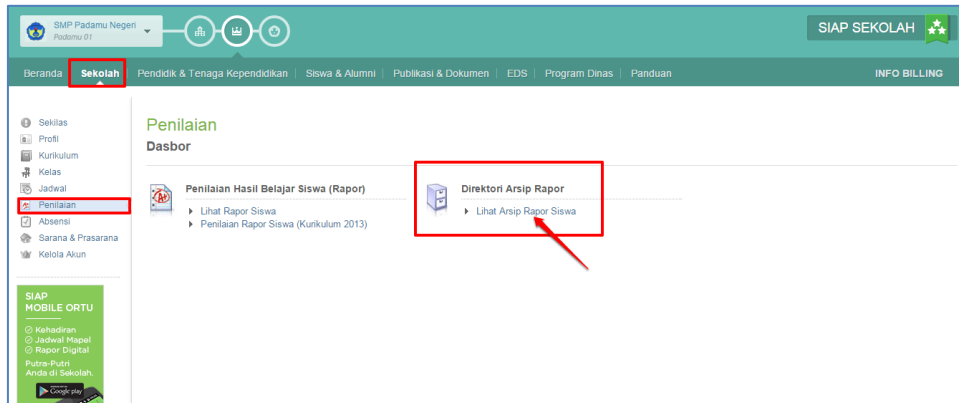 SMP Padamu Negeri
Padamu 01
SIAP SEKOLAH
Beranda Sekolah Pendidik & Tenaga Kependidikan Siswa & Alumni Publikasi & Dokumen EDS Program Dinas Panduan INFO BILLING
Sekilas
Profil
Kurikulum
Kelas
Jadwal
Penilaian
Absensi
Sarana & Prasarana
Kelola Akun
Penilaian
Dasbor
Penilaian Hasil Belajar Siswa (Rapor)
Lihat Rapor Siswa
Penilaian Rapor Siswa (Kurikulum 2013)
Direktori Arsip Rapor
Lihat Arsip Rapor Siswa
SIAP
MOBILE ORTU
Kehadiran
Jadwal Mapel
Rapor Digital
Putra-Putri
Anda di Sekolah.
Google play